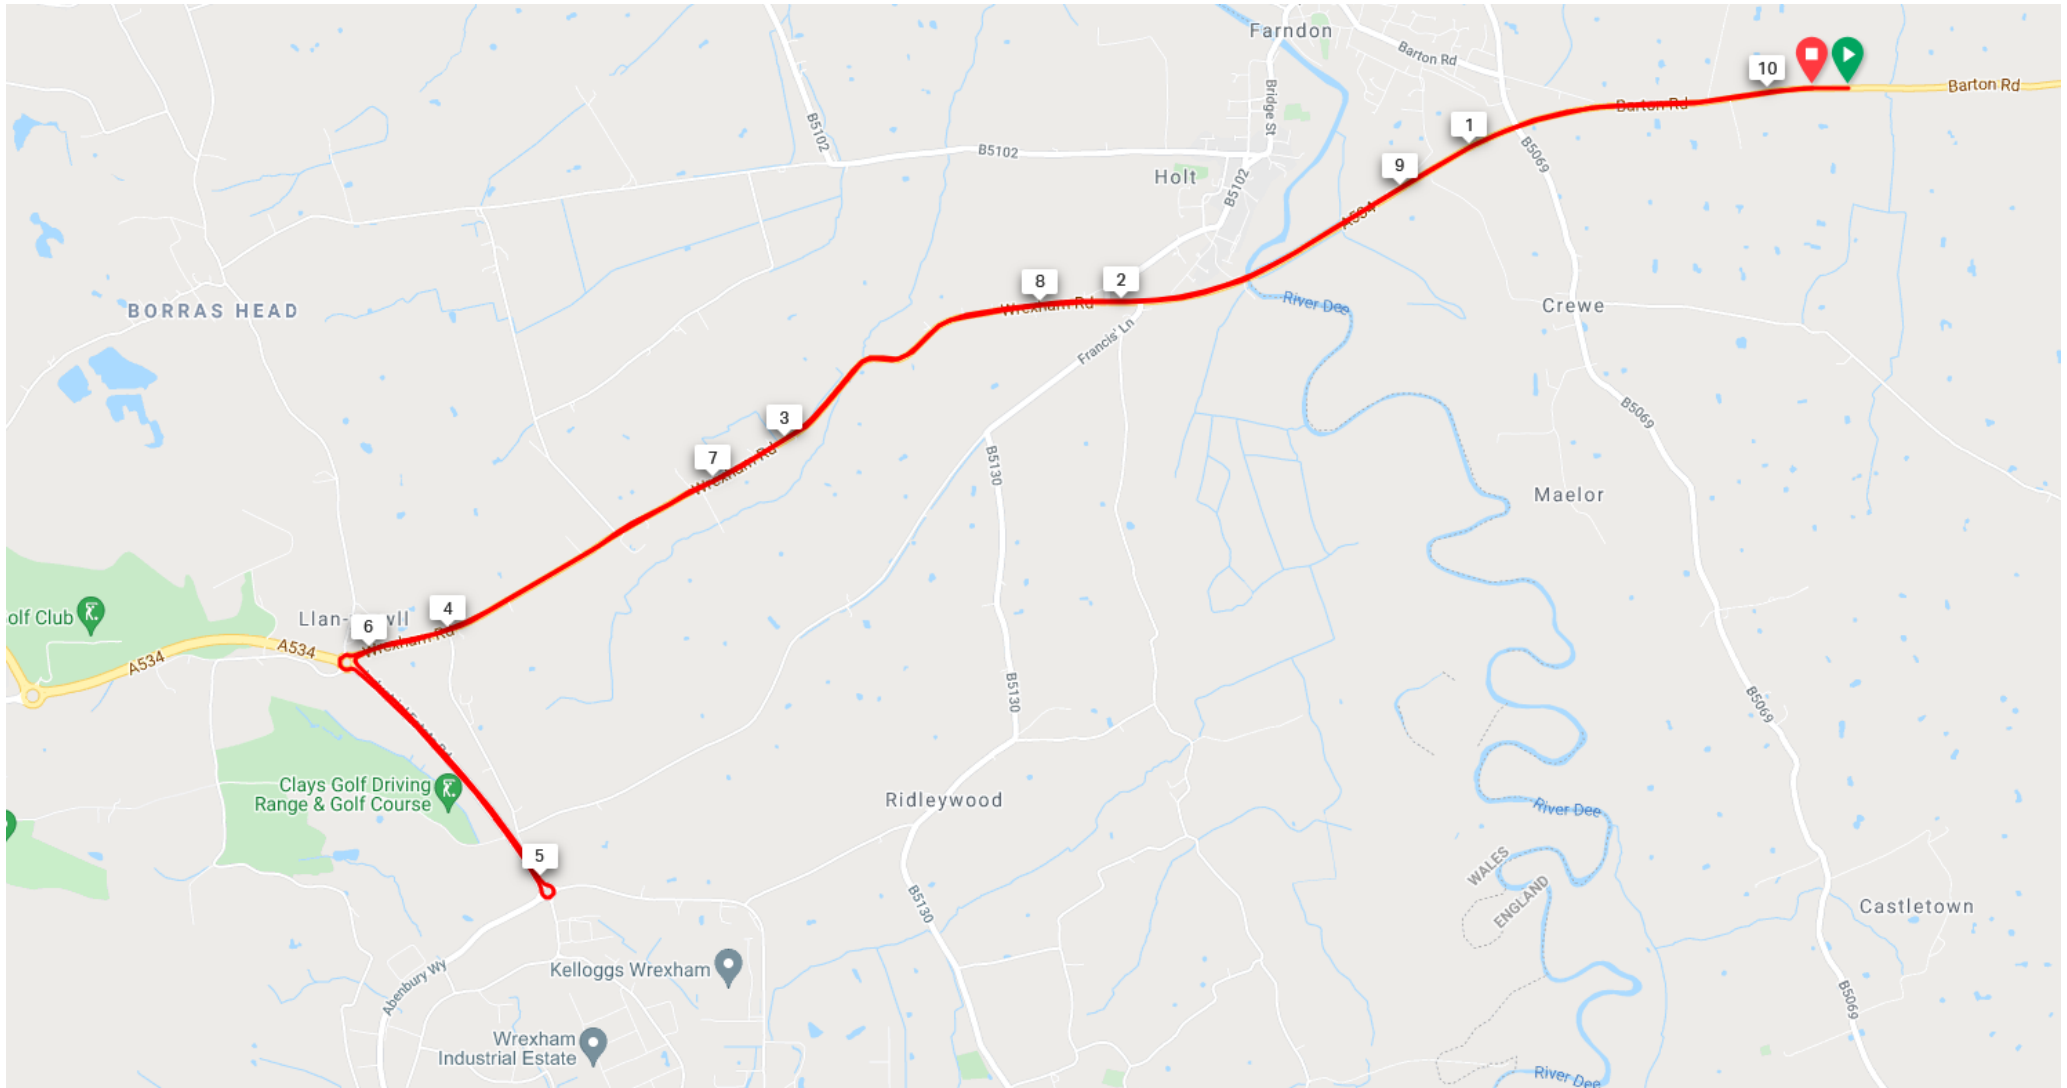 Farndon
Barton Rd
10
Barton Rd
Barton Rd
Bridge St
B5102
1
B5069
B5102
9
Holt
B5102
A534
8
2
River Dee
Wrexham Rd
BORRAS HEAD
Crewe
Francis' Ln
3
B5069
7
Wrexham Rd
B5130
Maelor
4
olf Club
6
Wrexham Rd
A534
A534
B5130
B5069
Clays Golf Driving
Range & Golf Course
Ridleywood
River Dee
5
WALES
ENGLAND
B5130
Castletown
Kelloggs Wrexham
Abenbury Wy
B5069
Wrexham
Industrial Estate
River Dee